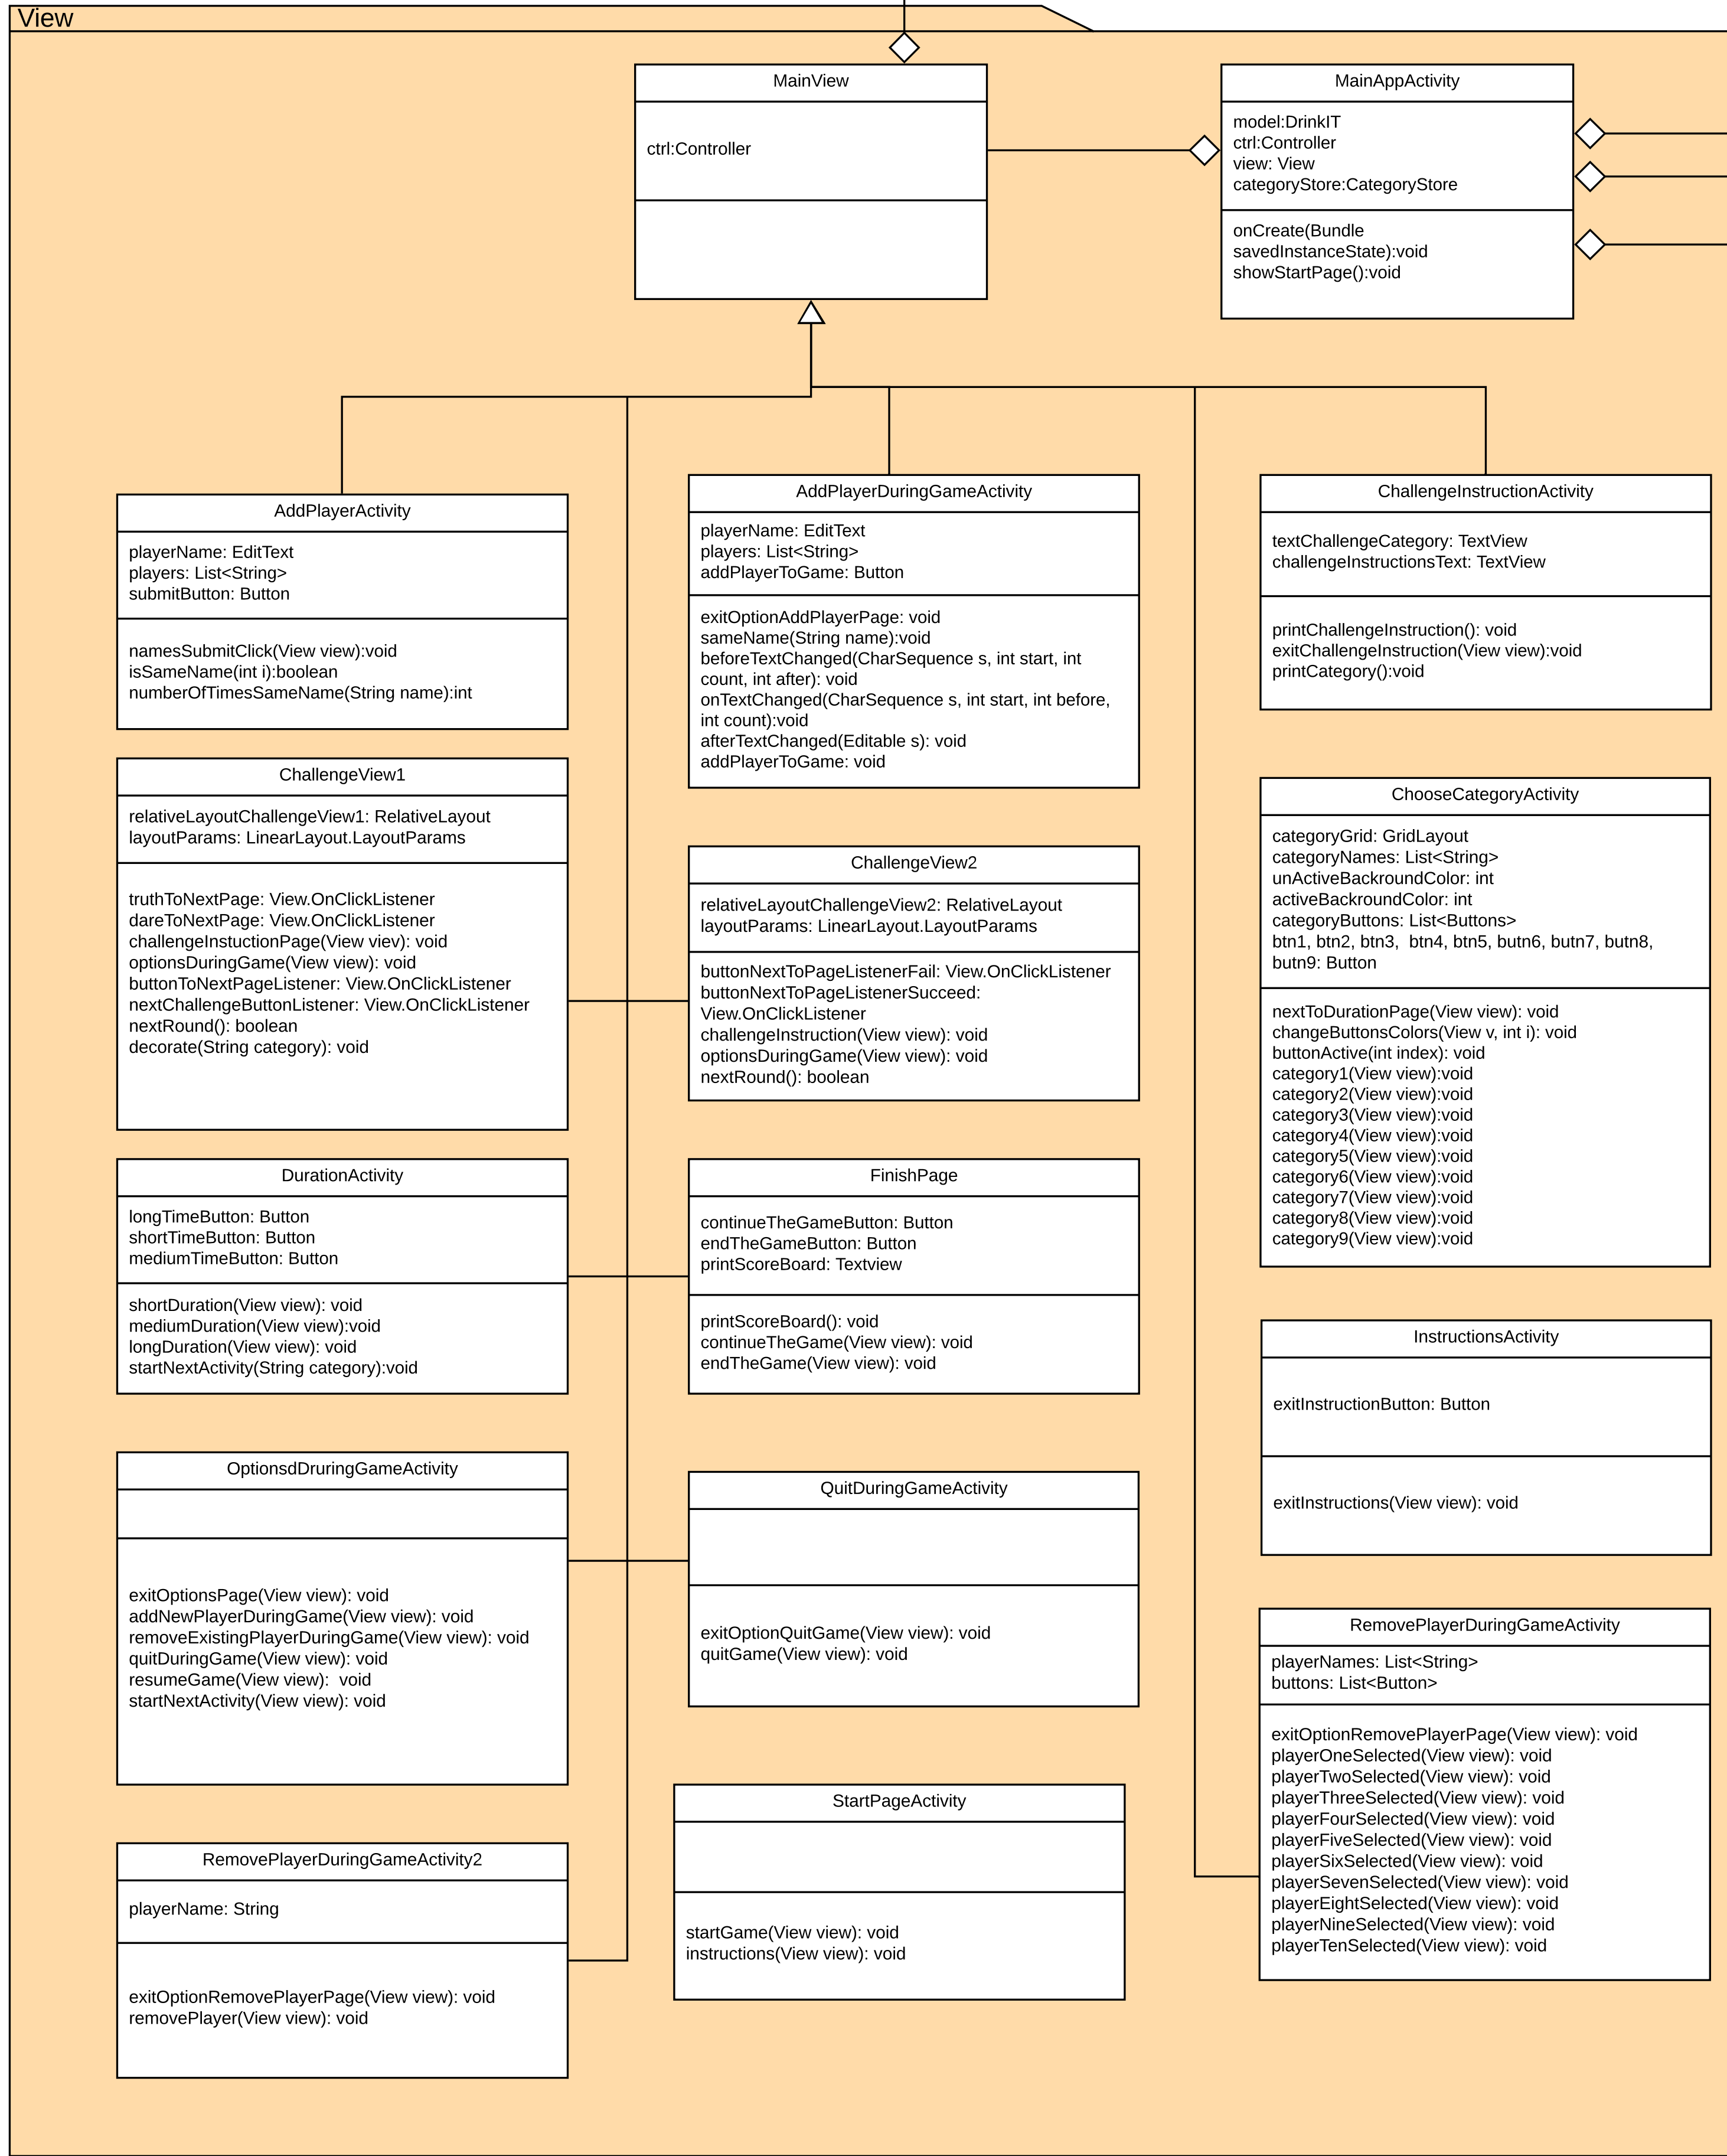 View
MainView
ctrl:Controller
MainAppActivity
model:DrinkIT
ctrl:Controller
view: View
categoryStore:CategoryStore
onCreate(Bundle
savedInstanceState):void
showStartPage():void
AddPlayerActivity
playerName: EditText
players: List<String>
submitButton: Button
namesSubmitClick(View view):void
isSameName(int i):boolean
numberOfTimesSameName(String name):int
AddPlayerDuringGameActivity
playerName: EditText
players: List<String>
addPlayerToGame: Button
exitOptionAddPlayerPage: void
sameName(String name):void
beforeTextChanged(CharSequence s, int start, int
count, int after): void
onTextChanged(CharSequence s, int start, int before,
int count):void
afterTextChanged(Editable s): void
addPlayerToGame: void
ChallengeInstructionActivity
textChallengeCategory: TextView
challengeInstructionsText: TextView
printChallengeInstruction(): void
exitChallengeInstruction(View view):void
printCategory():void
ChallengeView1
relativeLayoutChallengeView1: RelativeLayout
layoutParams: LinearLayout.LayoutParams
truthToNextPage: View.OnClickListener
dareToNextPage: View.OnClickListener
challengeInstuctionPage(View viev): void
optionsDuringGame(View view): void
buttonToNextPageListener: View.OnClickListener
nextChallengeButtonListener: View.OnClickListener
nextRound(): boolean
decorate(String category): void
ChallengeView2
relativeLayoutChallengeView2: RelativeLayout
layoutParams: LinearLayout.LayoutParams
buttonNextToPageListenerFail: View.OnClickListener
buttonNextToPageListenerSucceed:
View.OnClickListener
challengeInstruction(View view): void
optionsDuringGame(View view): void
nextRound(): boolean
ChooseCategoryActivity
categoryGrid: GridLayout
categoryNames: List<String>
unActiveBackroundColor: int
activeBackroundColor: int
categoryButtons: List<Buttons>
btn1, btn2, btn3,  btn4, btn5, butn6, butn7, butn8,
butn9: Button
nextToDurationPage(View view): void
changeButtonsColors(View v, int i): void
buttonActive(int index): void
category1(View view):void
category2(View view):void
category3(View view):void
category4(View view):void
category5(View view):void
category6(View view):void
category7(View view):void
category8(View view):void
category9(View view):void
DurationActivity
longTimeButton: Button
shortTimeButton: Button
mediumTimeButton: Button
shortDuration(View view): void
mediumDuration(View view):void
longDuration(View view): void
startNextActivity(String category):void
FinishPage
continueTheGameButton: Button
endTheGameButton: Button
printScoreBoard: Textview
printScoreBoard(): void
continueTheGame(View view): void
endTheGame(View view): void
InstructionsActivity
exitInstructionButton: Button
exitInstructions(View view): void
OptionsdDruringGameActivity
exitOptionsPage(View view): void
addNewPlayerDuringGame(View view): void
removeExistingPlayerDuringGame(View view): void
quitDuringGame(View view): void
resumeGame(View view):  void
startNextActivity(View view): void
QuitDuringGameActivity
exitOptionQuitGame(View view): void
quitGame(View view): void
RemovePlayerDuringGameActivity
playerNames: List<String>
buttons: List<Button>
exitOptionRemovePlayerPage(View view): void
playerOneSelected(View view): void
playerTwoSelected(View view): void
playerThreeSelected(View view): void
playerFourSelected(View view): void
playerFiveSelected(View view): void
playerSixSelected(View view): void
playerSevenSelected(View view): void
playerEightSelected(View view): void
playerNineSelected(View view): void
playerTenSelected(View view): void
RemovePlayerDuringGameActivity2
playerName: String
exitOptionRemovePlayerPage(View view): void
removePlayer(View view): void
StartPageActivity
startGame(View view): void
instructions(View view): void